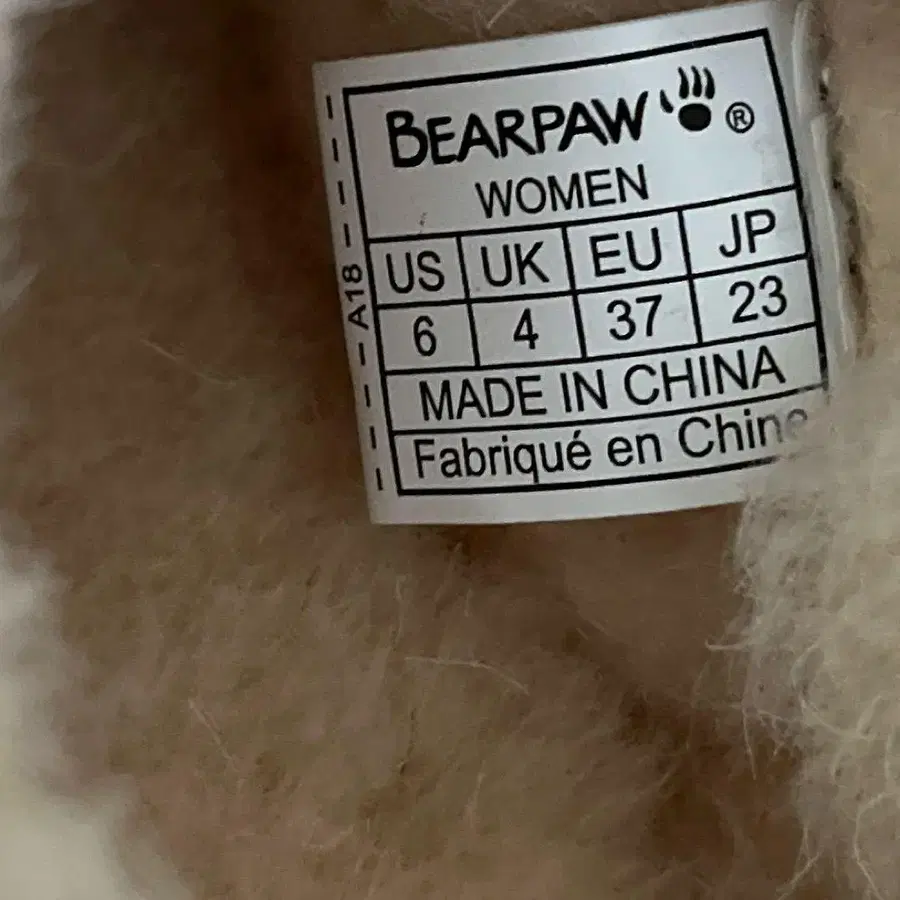 BEARPAW ®
WOMEN
US UK EU JP
6 4 37 23
MADE IN CHINA
Fabriqué en Chine
A18